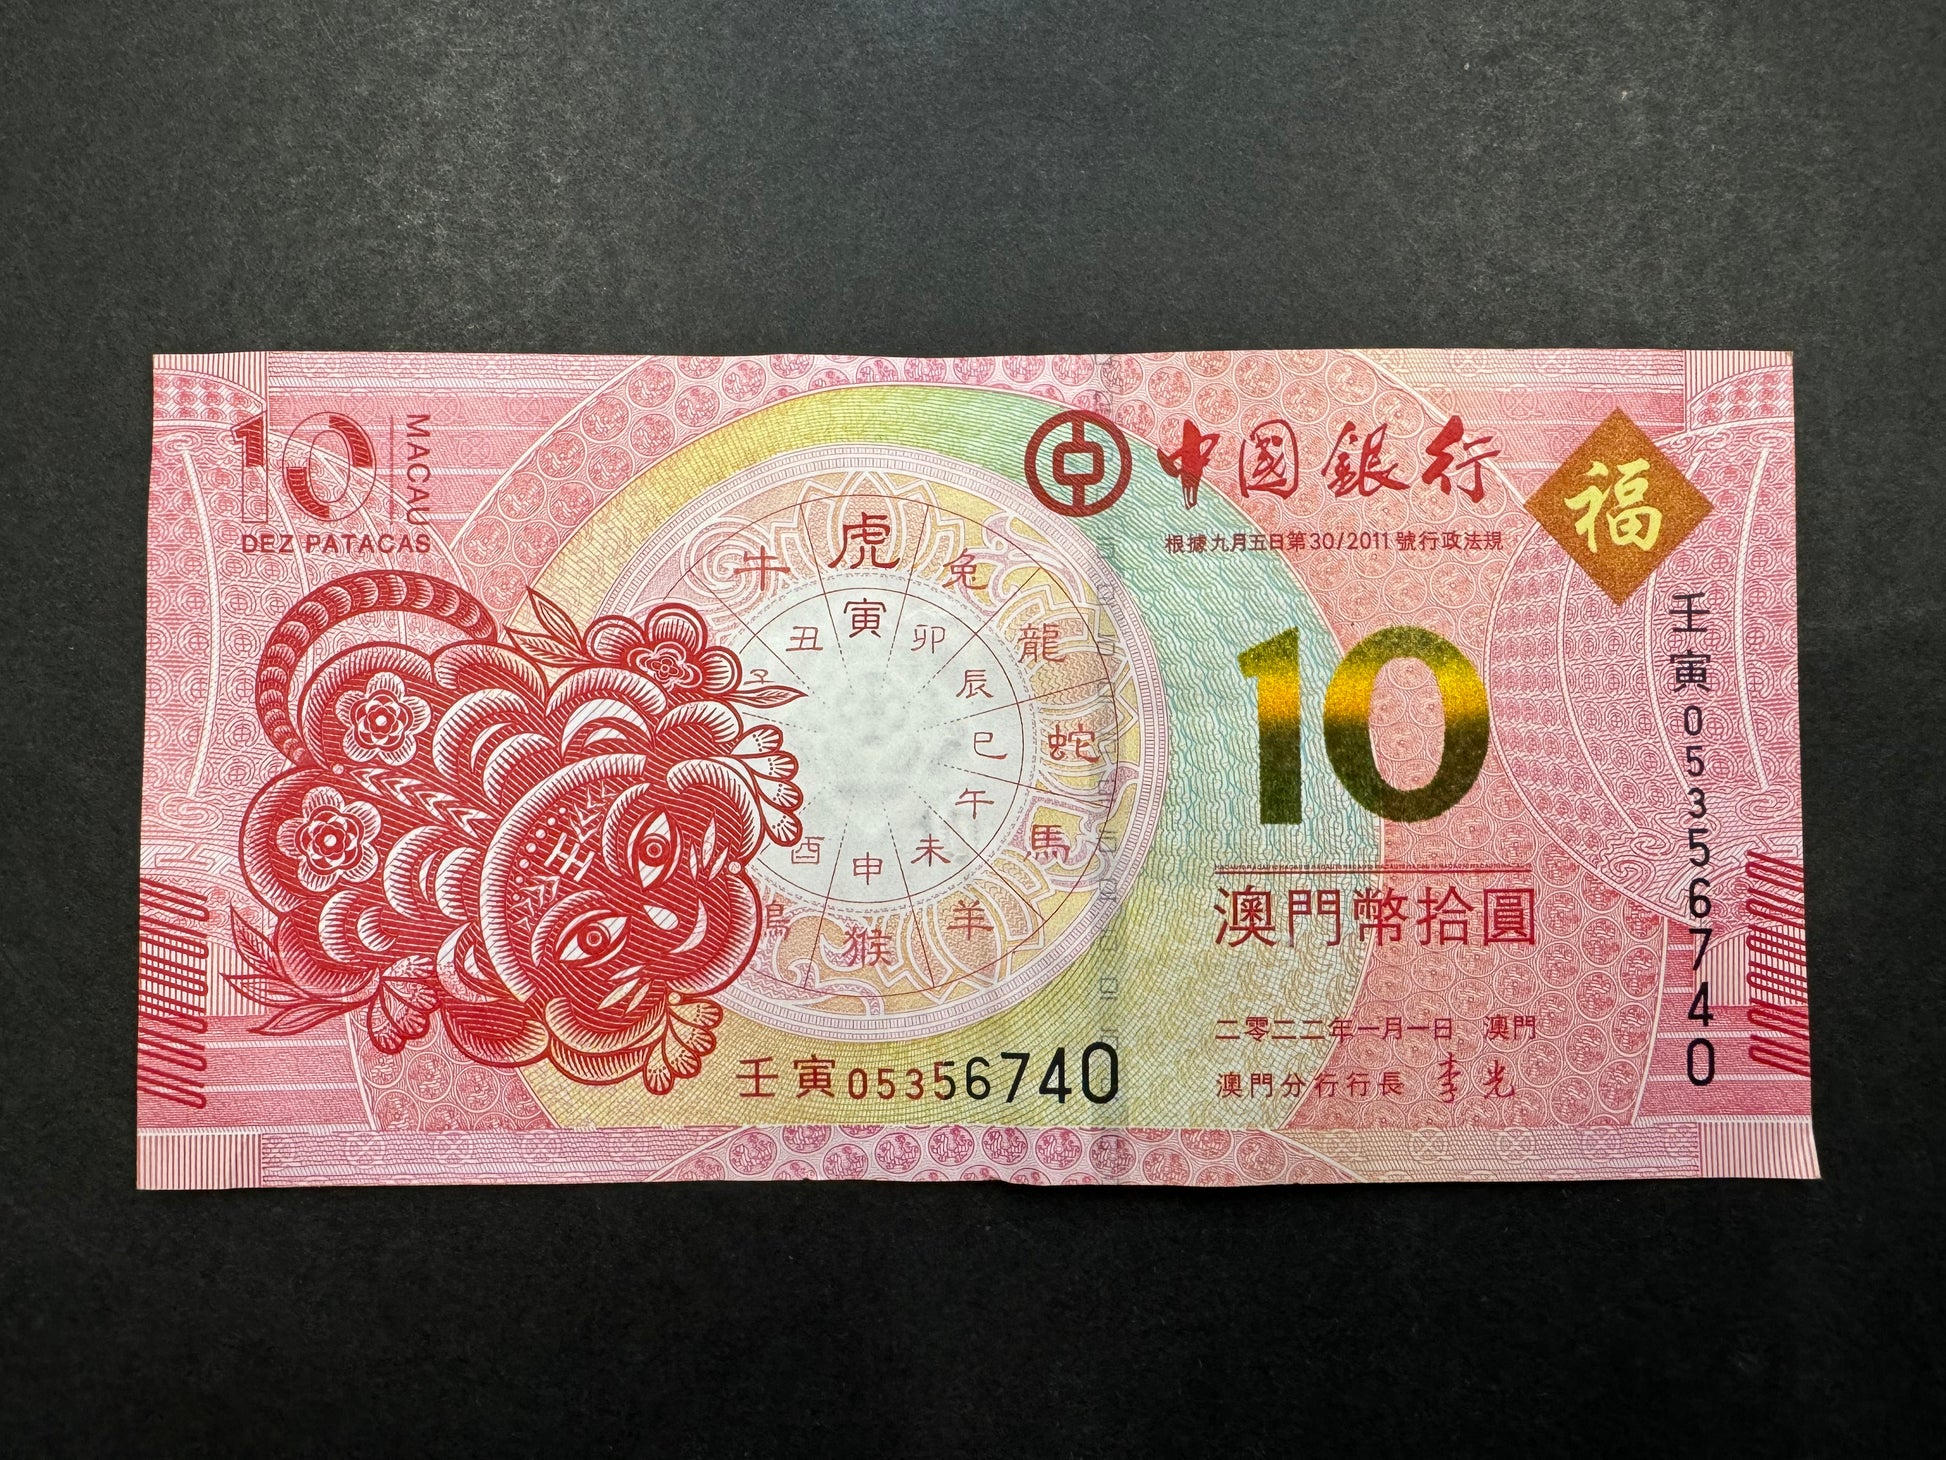 10
MACAU
DEZ PATACAS
中國銀行
根據九月五日第30/2011號行政法規
福
壬寅05356740
10
虎
兔
龍
蛇
馬
羊
猴
牛
寅
卯
辰
巳
午
未
申
酉
子
丑
王
澳門幣拾圓
二零二二年一月一日 澳門
澳門分行行長 李光
壬寅05356740